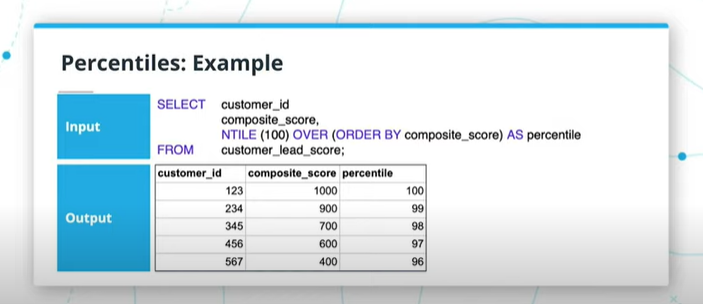 Percentiles: Example
Input
SELECT customer_id
composite_score,
NTILE (100) OVER (ORDER BY composite_score) AS percentile
FROM customer_lead_score;
Output
customer_id composite_score percentile
123 1000 100
234 900 99
345 700 98
456 600 97
567 400 96